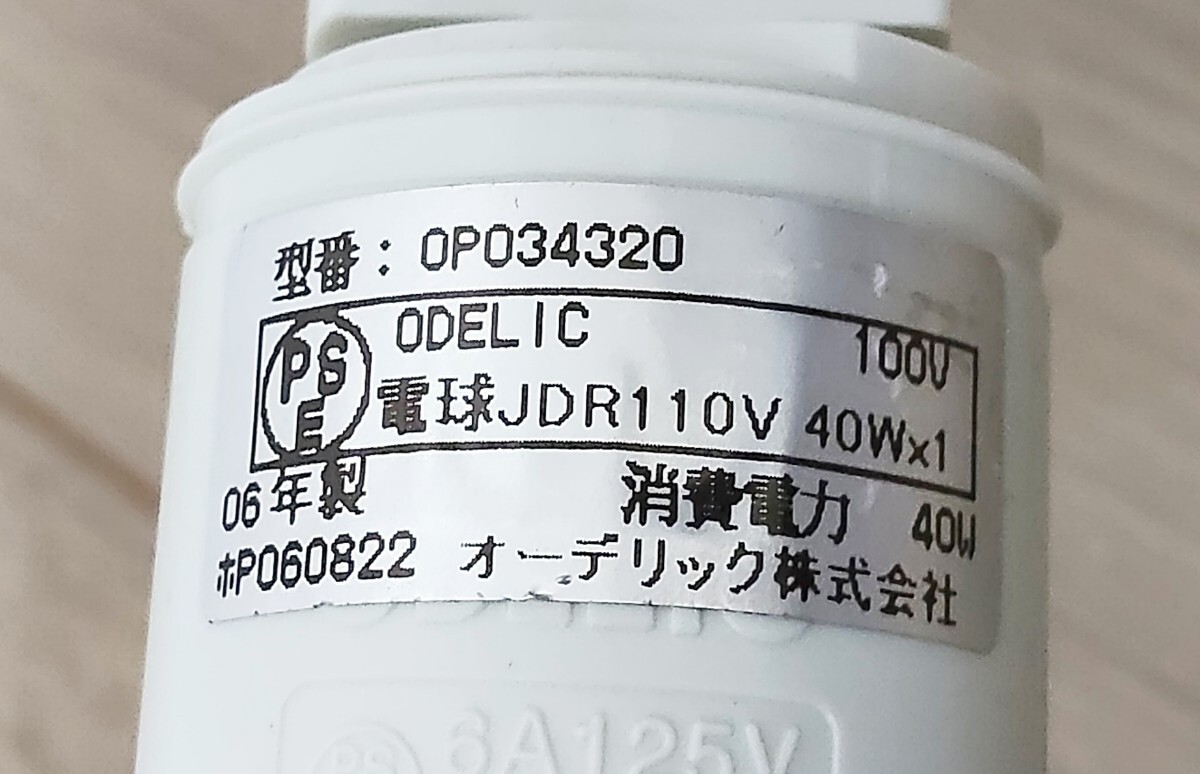 型番：OP034320
ODELIC 100V
PSE
電球JDR110V 40W×1
06年製 消費電力 40W
ホP060822 オーデリック株式会社
ODELIC
PS 6A125V